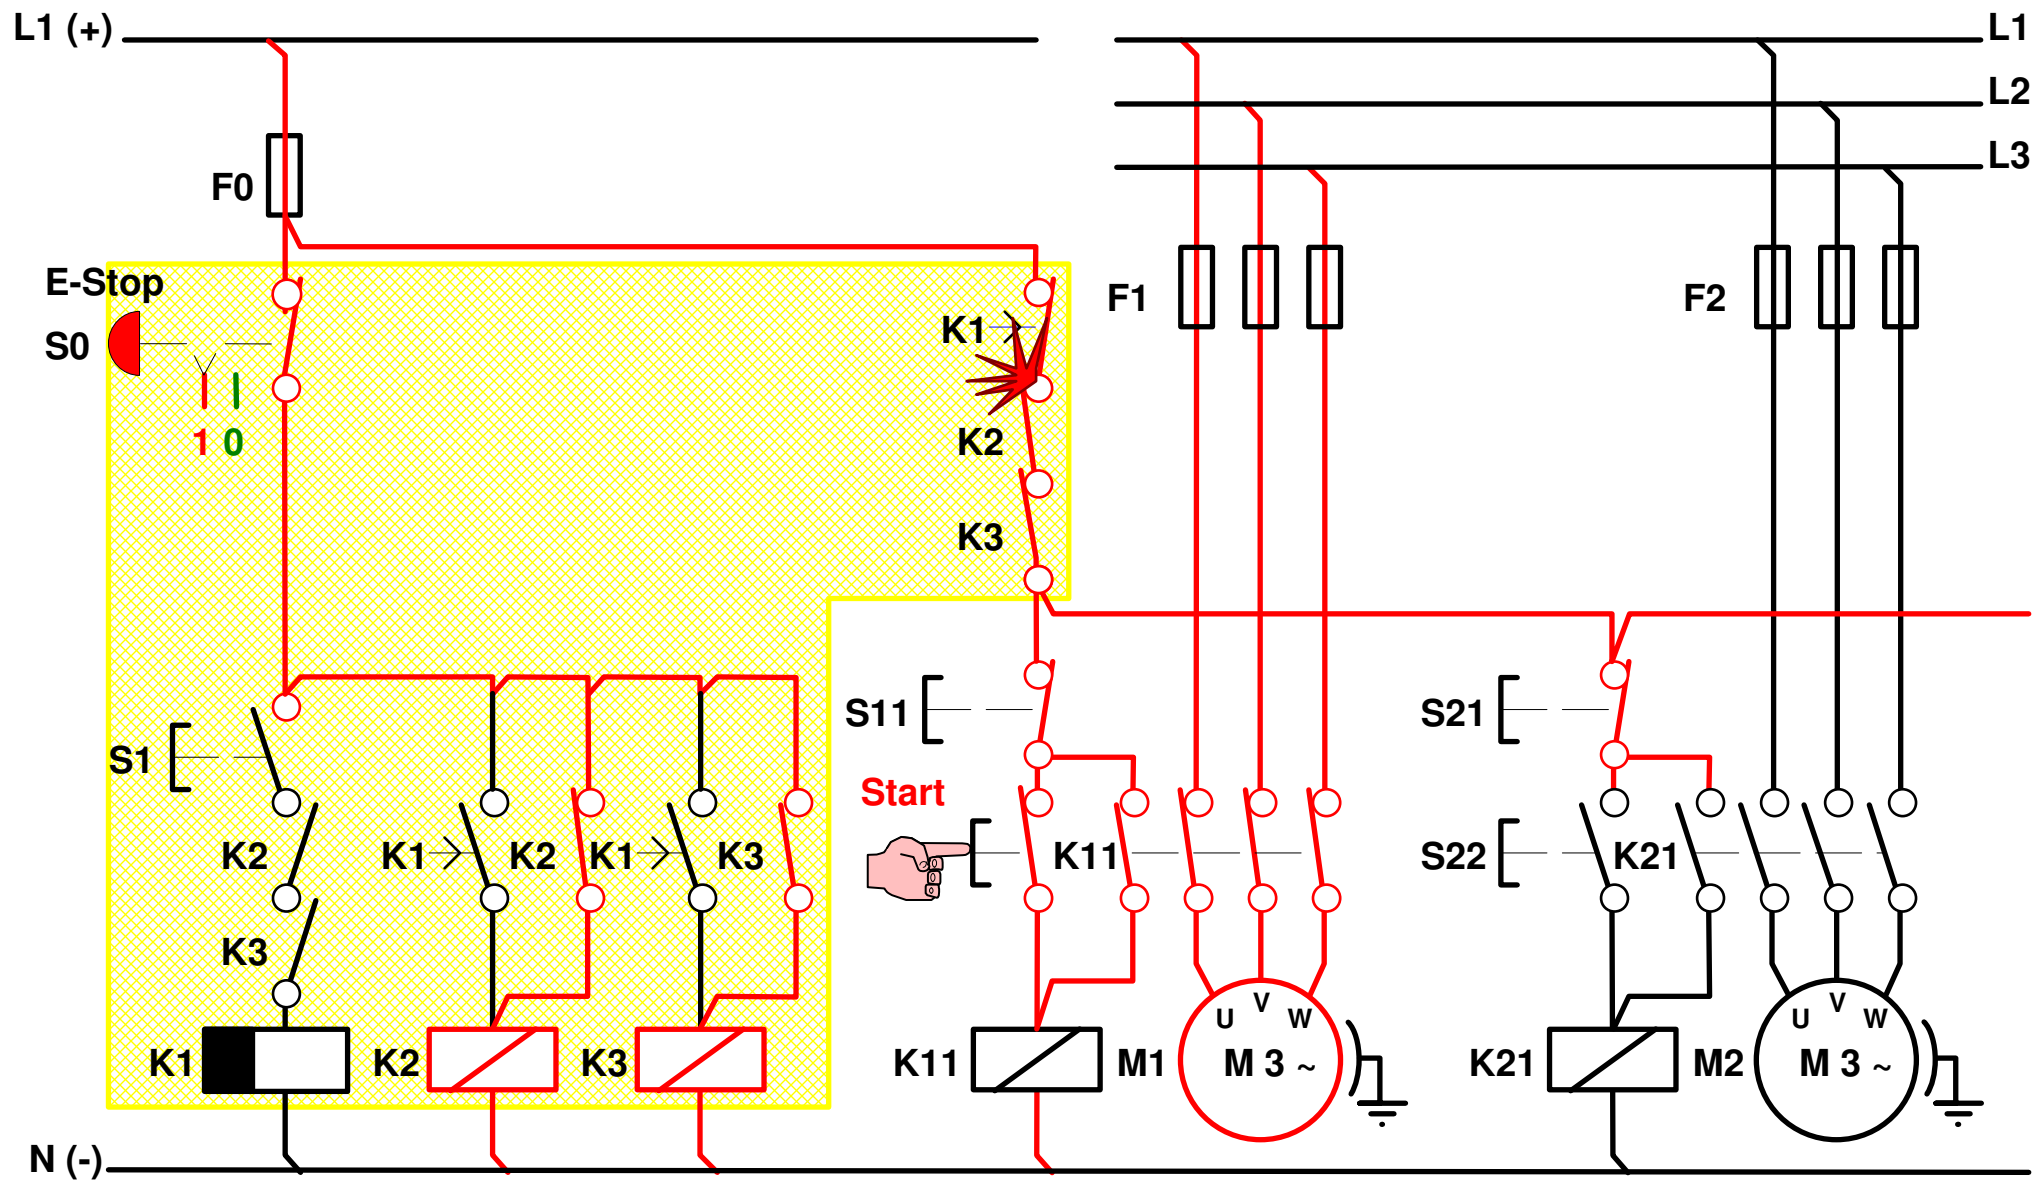 L1 (+)
L1
L2
L3
F0
E-Stop
S0
1 0
K1
K2
K3
F1
F2
S1
K2
K3
K1
K2
K1
K3
S11
Start
K11
S21
S22
K21
K1
K2
K3
K11
M1
U V W
M 3 ~
K21
M2
U V W
M 3 ~
N (-)